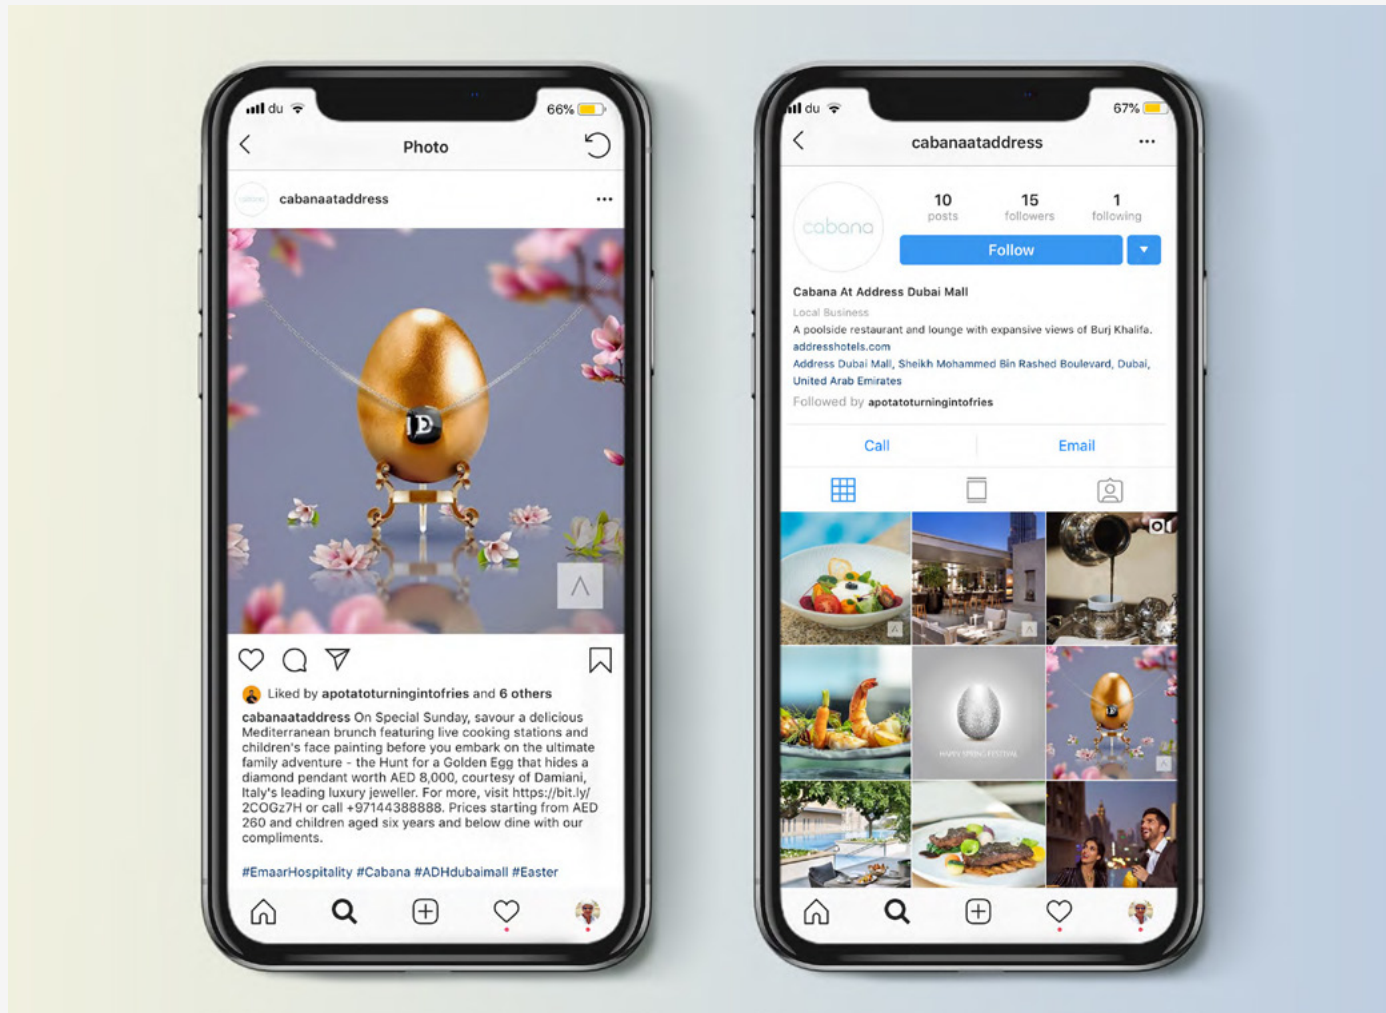 du
66%
Photo
cabanaataddress
D
Liked by apotatoturningintofries and 6 others
cabanaataddress On Special Sunday, savour a delicious
Mediterranean brunch featuring live cooking stations and
children's face painting before you embark on the ultimate
family adventure - the Hunt for a Golden Egg that hides a
diamond pendant worth AED 8,000, courtesy of Damiani,
Italy's leading luxury jeweller. For more, visit https://bit.ly/
2COGz7H or call +97144388888. Prices starting from AED
260 and children aged six years and below dine with our
compliments.
#EmaarHospitality #Cabana #ADHdubaimall #Easter
du
67%
cabanaataddress
cabana
10
15
1
posts
followers
following
Follow
Cabana At Address Dubai Mall
Local Business
A poolside restaurant and lounge with expansive views of Burj Khalifa.
addresshotels.com
Address Dubai Mall, Sheikh Mohammed Bin Rashed Boulevard, Dubai,
United Arab Emirates
Followed by apotatoturningintofries
Call
Email
HAPPY SPRING FESTIVAL
D